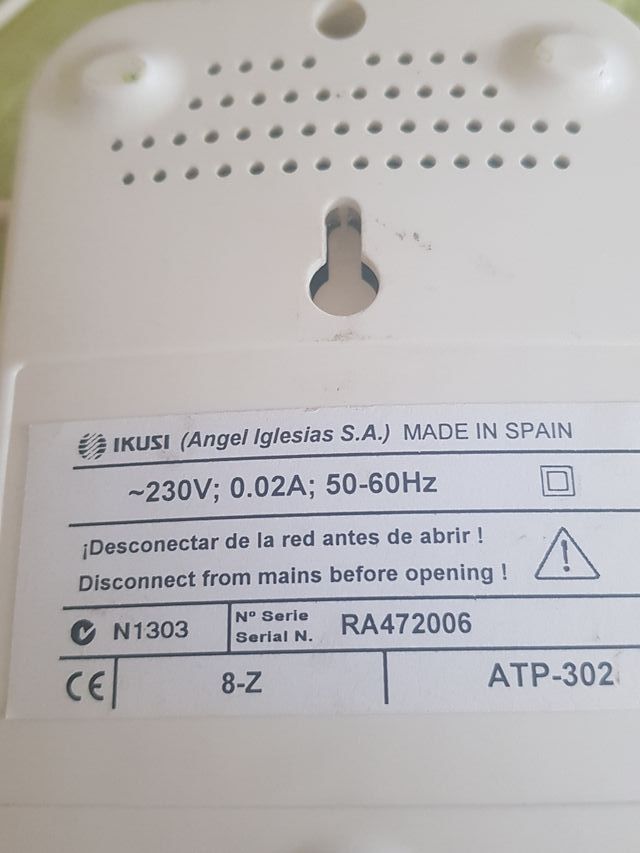 IKUSI (Angel Iglesias S.A.) MADE IN SPAIN
~230V; 0.02A; 50-60Hz
¡Desconectar de la red antes de abrir !
Disconnect from mains before opening !
N1303
Nº Serie
Serial N.
RA472006
CE
8-Z
ATP-302